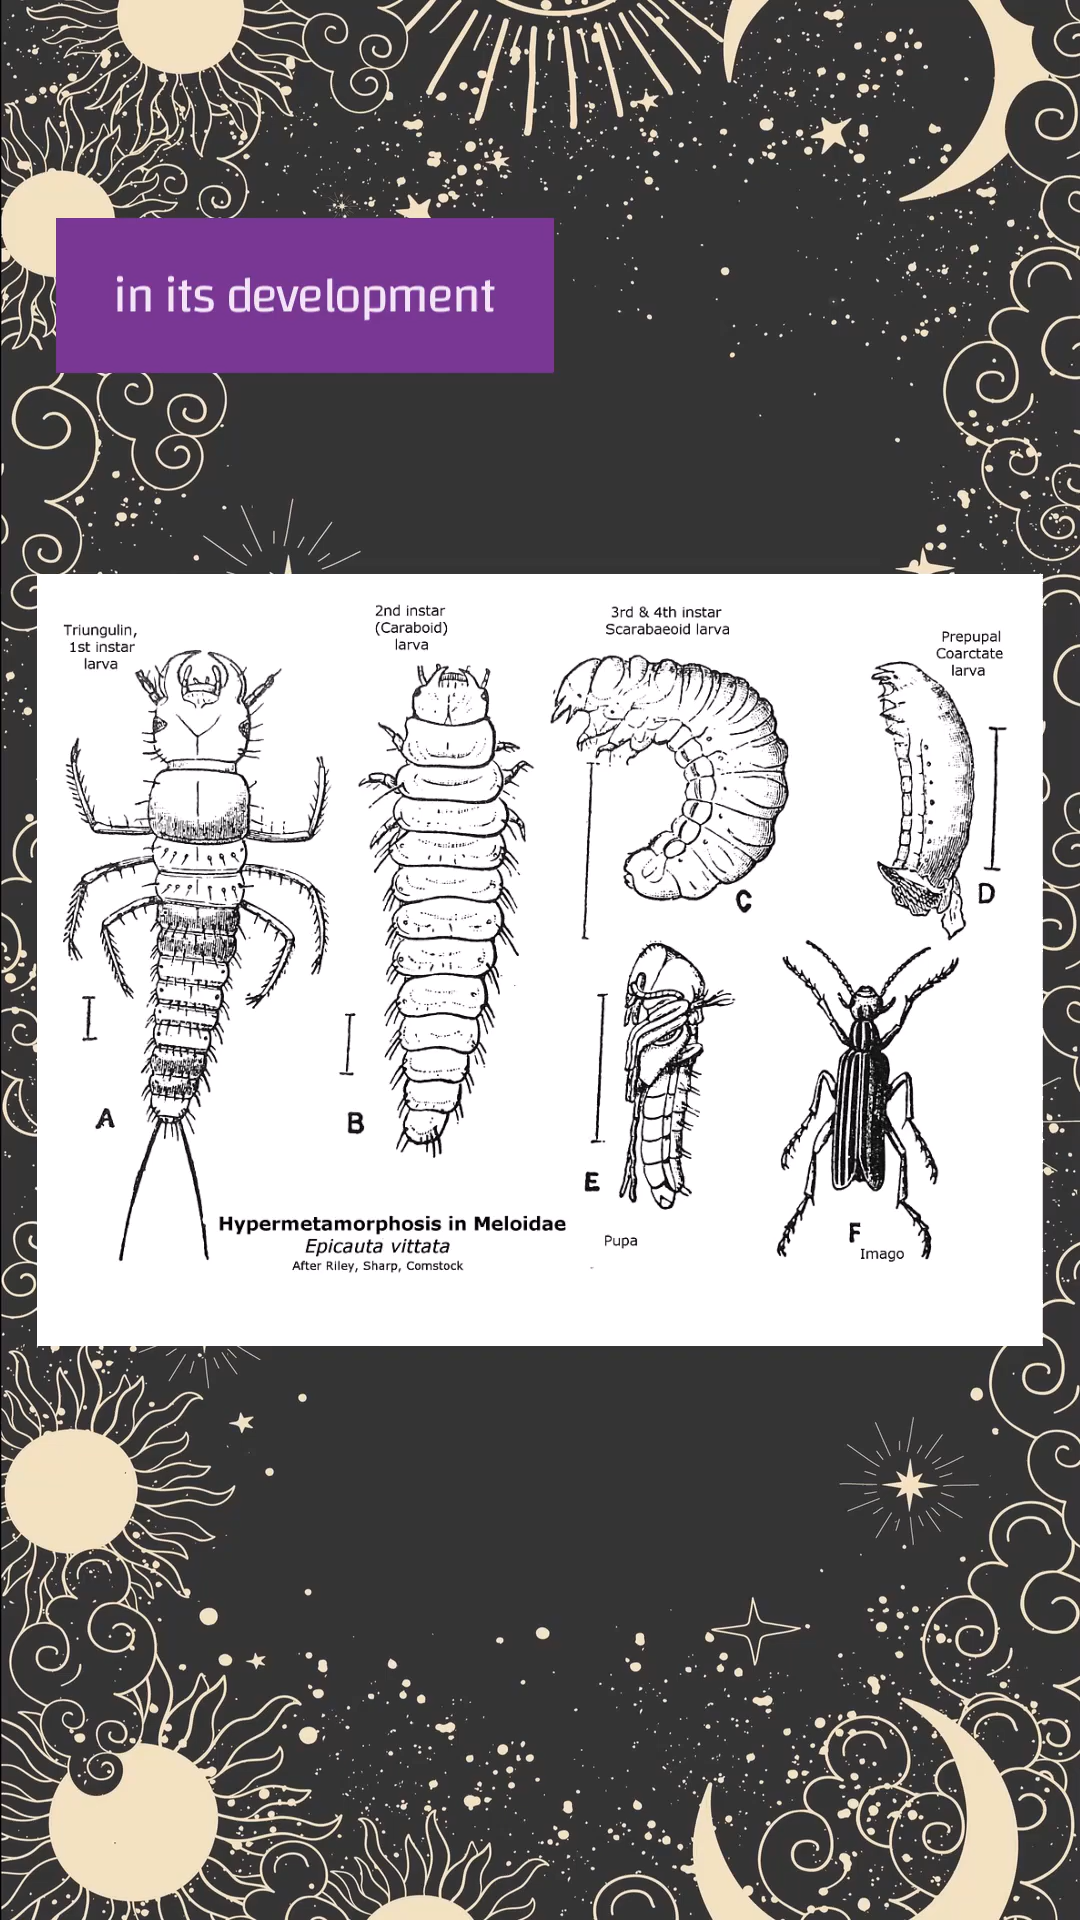 in its development
Triungulin,
1st instar
larva
2nd instar
(Caraboid)
larva
3rd & 4th instar
Scarabaeoid larva
Prepupal
Coarctate
larva
A
B
C
D
E
Pupa
F
Imago
Hypermetamorphosis in Meloidae
Epicauta vittata
After Riley, Sharp, Comstock